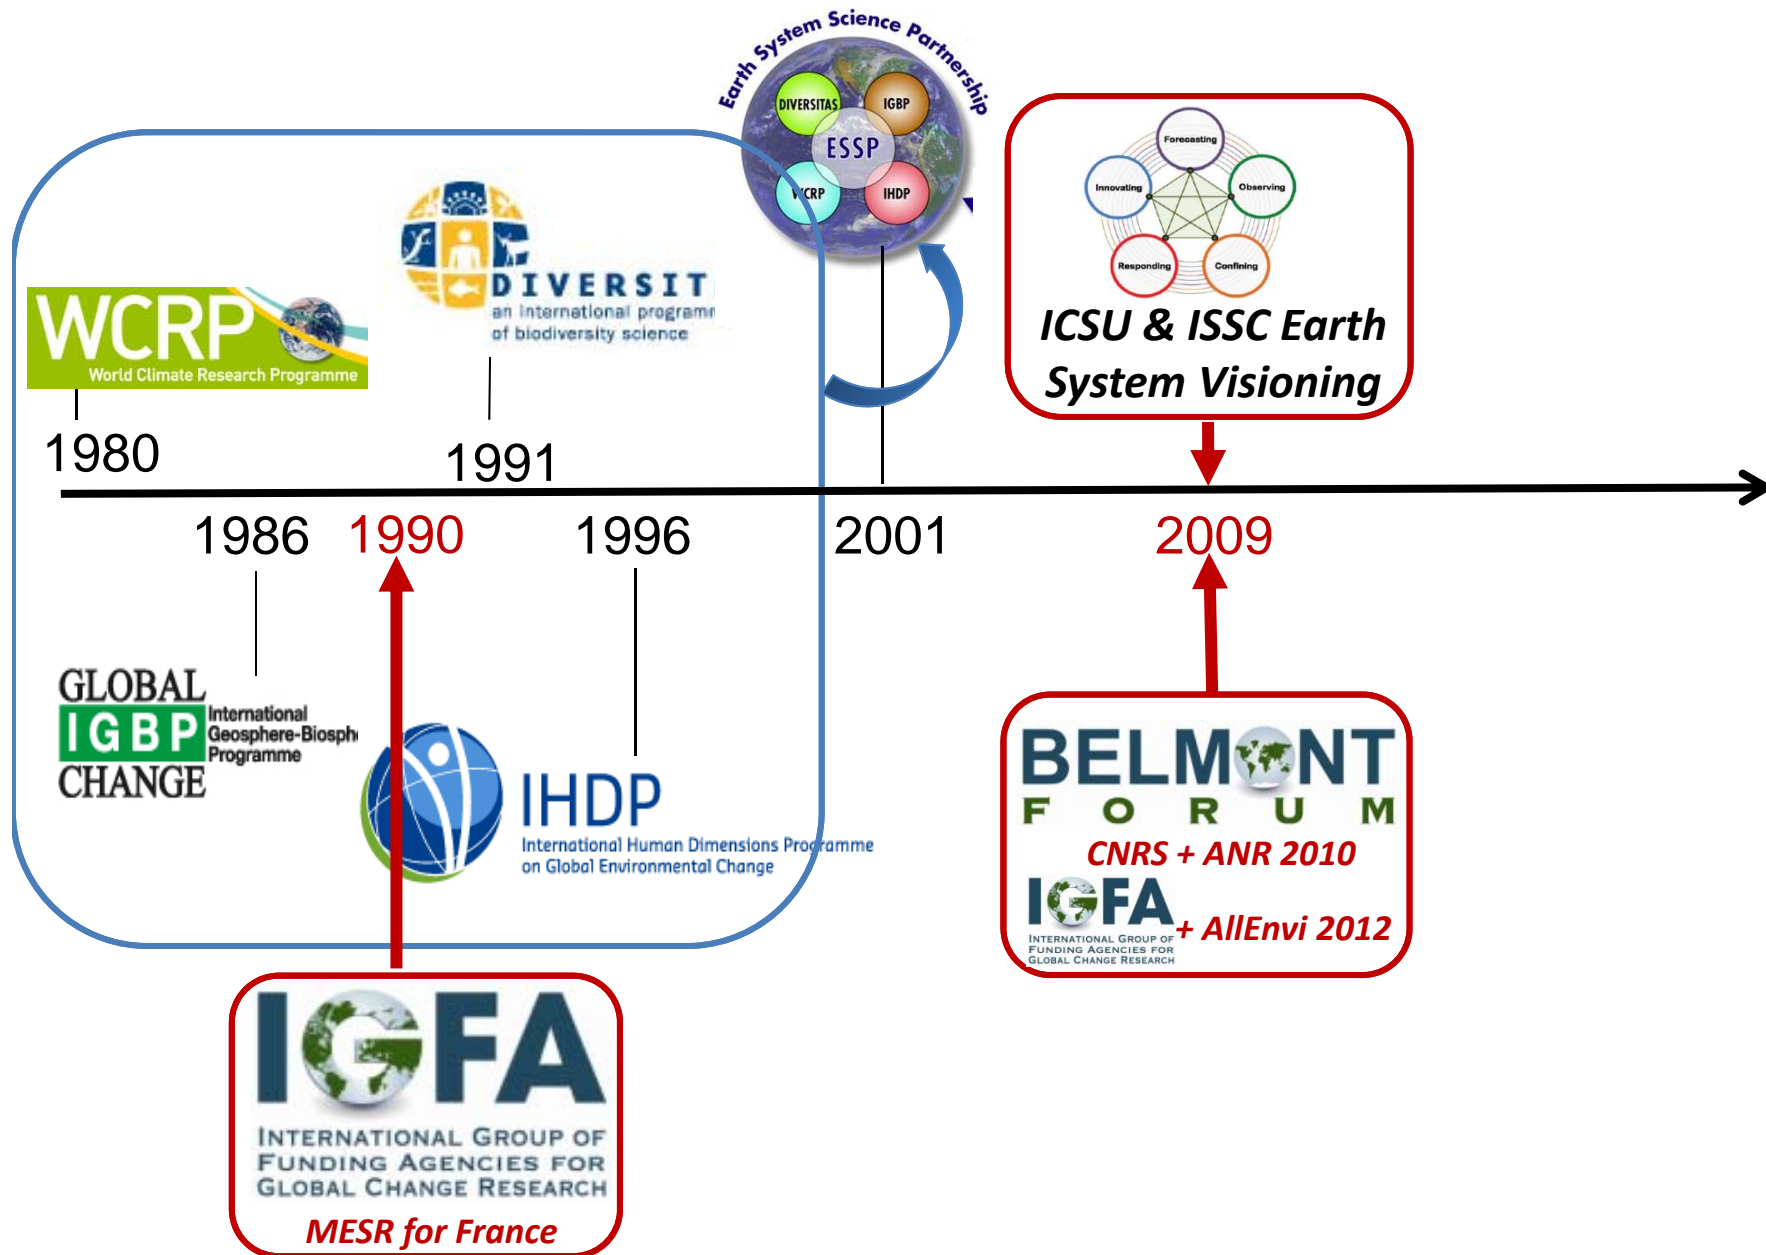 Earth System Science Partnership
DIVERSITAS
IGBP
ESSP
WCRP
IHDP
Forecasting
Innovating
Observing
Responding
Confining
ICSU & ISSC Earth
System Visioning
WCRP
World Climate Research Programme
DIVERSIT
an international programm
of biodiversity science
1980
1991
1986
1990
1996
2001
2009
GLOBAL
IGBP
CHANGE
International
Geosphere-Biosph
Programme
IHDP
International Human Dimensions Programme
on Global Environmental Change
BELMONT
FORUM
CNRS + ANR 2010
IGFA
+ AllEnvi 2012
INTERNATIONAL GROUP OF
FUNDING AGENCIES FOR
GLOBAL CHANGE RESEARCH
IGFA
INTERNATIONAL GROUP OF
FUNDING AGENCIES FOR
GLOBAL CHANGE RESEARCH
MESR for France